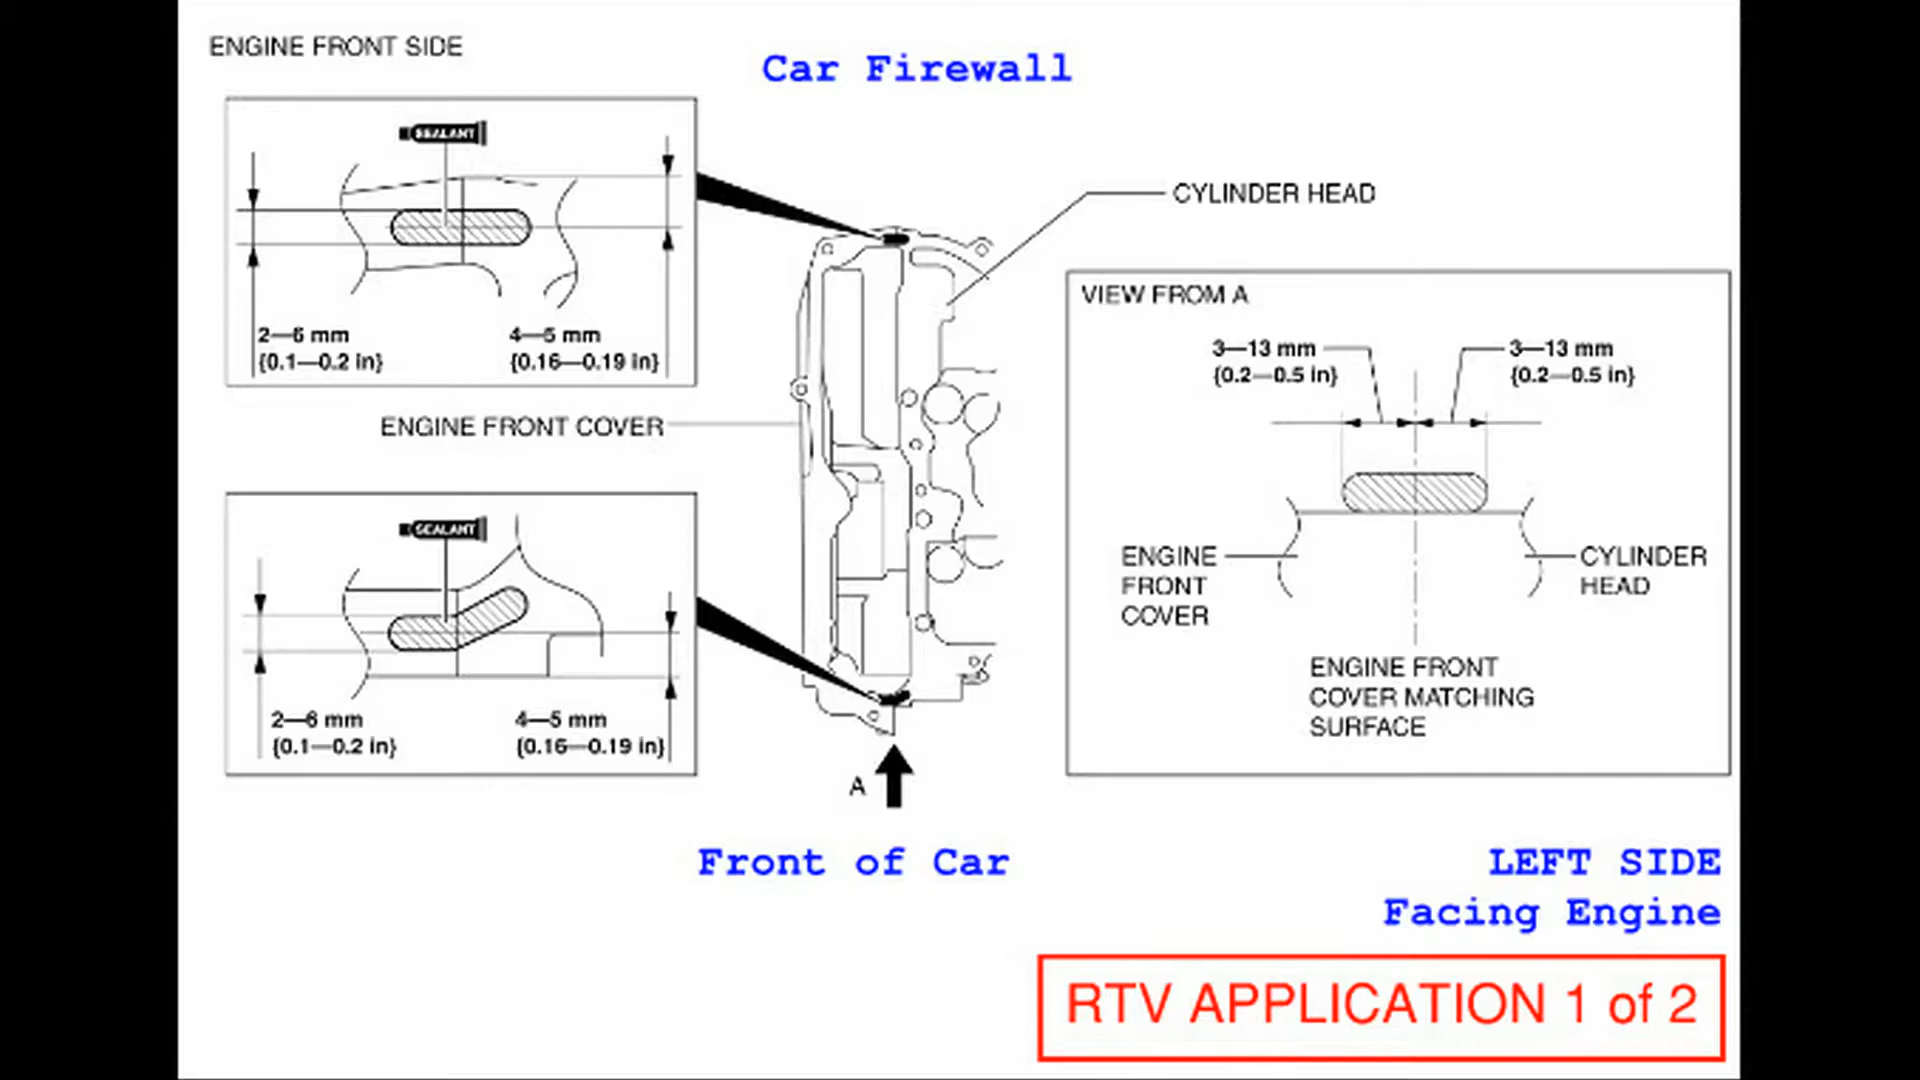 ENGINE FRONT SIDE
Car Firewall
SEALANT
2—6 mm
{0.1—0.2 in}
4—5 mm
{0.16—0.19 in}
CYLINDER HEAD
ENGINE FRONT COVER
VIEW FROM A
3—13 mm
{0.2—0.5 in}
3—13 mm
{0.2—0.5 in}
ENGINE
FRONT
COVER
CYLINDER
HEAD
ENGINE FRONT
COVER MATCHING
SURFACE
SEALANT
2—6 mm
{0.1—0.2 in}
4—5 mm
{0.16—0.19 in}
A
Front of Car
LEFT SIDE
Facing Engine
RTV APPLICATION 1 of 2